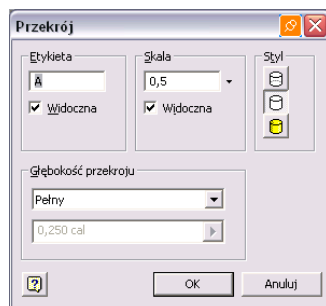 Przekrój
Etykieta
A
Widoczna
Skala
0,5
Widoczna
Styl
Głębokość przekroju
Pełny
0,250 cal
OK
Anuluj